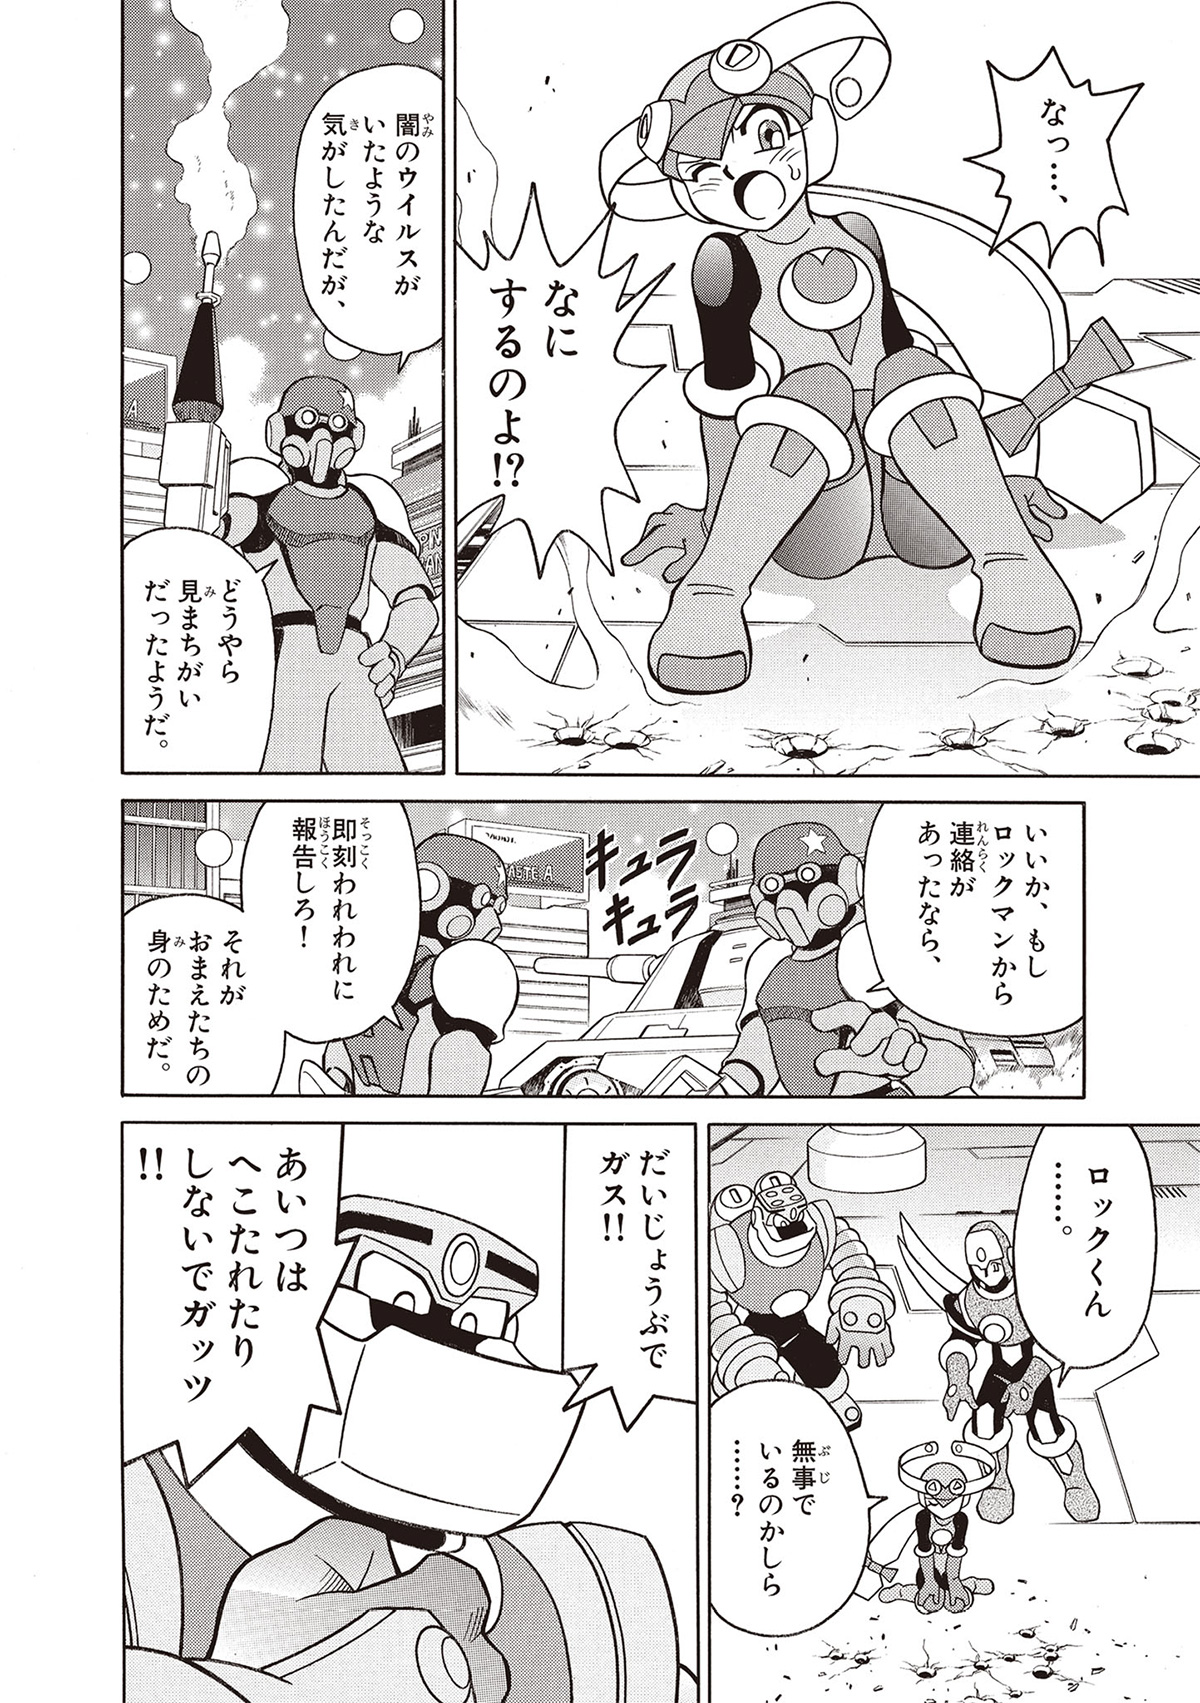 なっ…、
なに
するのよ!?
闇のウイルスが
いたような
気がしたんだが、
どうやら
見まちがい
だったようだ。
いいか、もし
ロックマンから
連絡が
あったなら、
キュラ
キュラ
即刻われわれに
報告しろ!
それが
おまえたちの
身のためだ。
ロックくん
……。
無事で
いるのかしら
……?
だいじょうぶで
ガス!!
あいつは
へこたれたり
しないでガッツ
!!